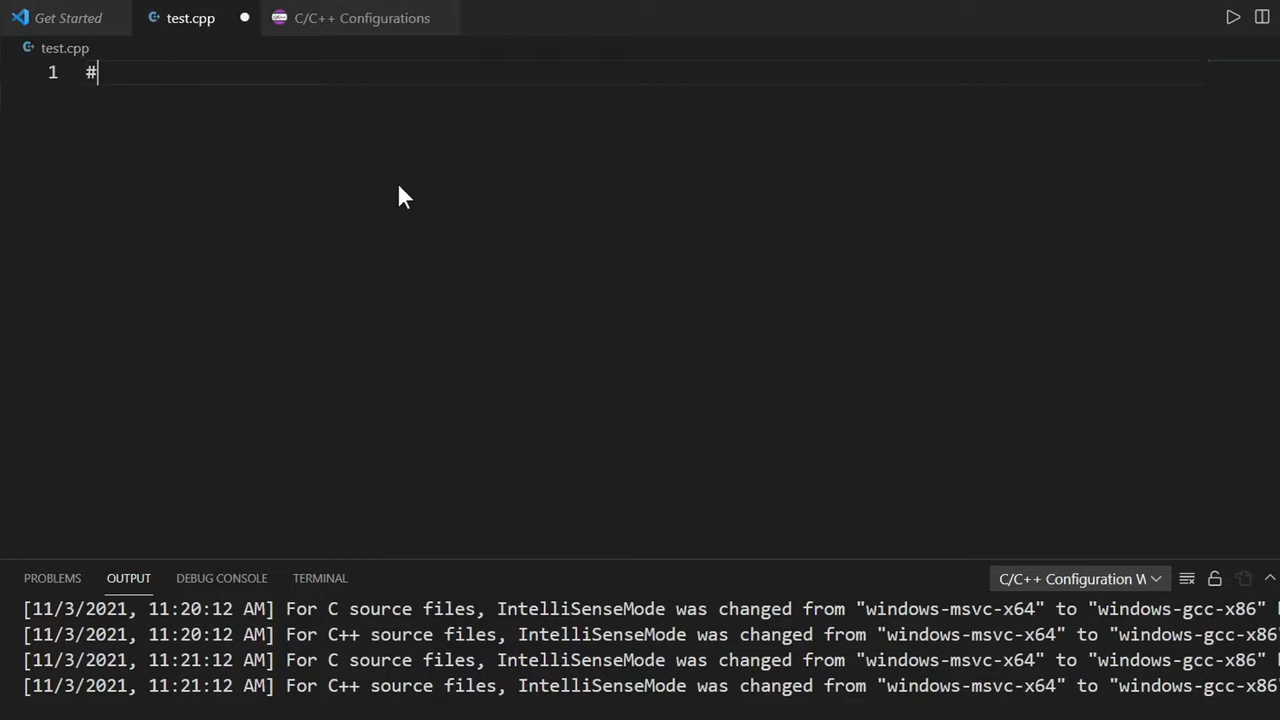 Get Started
test.cpp
C/C++ Configurations
test.cpp
1 #
PROBLEMS OUTPUT DEBUG CONSOLE TERMINAL C/C++ Configuration W
[11/3/2021, 11:20:12 AM] For C source files, IntelliSenseMode was changed from "windows-msvc-x64" to "windows-gcc-x86"
[11/3/2021, 11:20:12 AM] For C++ source files, IntelliSenseMode was changed from "windows-msvc-x64" to "windows-gcc-x86
[11/3/2021, 11:21:12 AM] For C source files, IntelliSenseMode was changed from "windows-msvc-x64" to "windows-gcc-x86"
[11/3/2021, 11:21:12 AM] For C++ source files, IntelliSenseMode was changed from "windows-msvc-x64" to "windows-gcc-x86